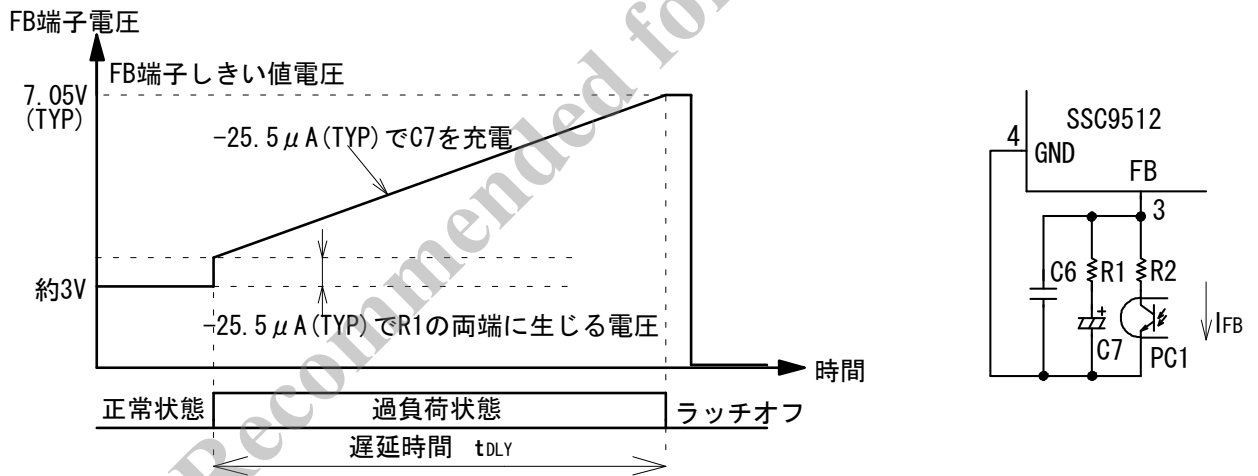 FB端子電圧
FB端子しきい値電圧
7.05V
(TYP)
-25.5μA(TYP)でC7を充電
約3V
-25.5μA(TYP)でR1の両端に生じる電圧
時間
正常状態
過負荷状態
ラッチオフ
遅延時間 tDLY
SSC9512
4
GND
FB
3
C6
R1
R2
+
C7
PC1
IFB
Recommended for